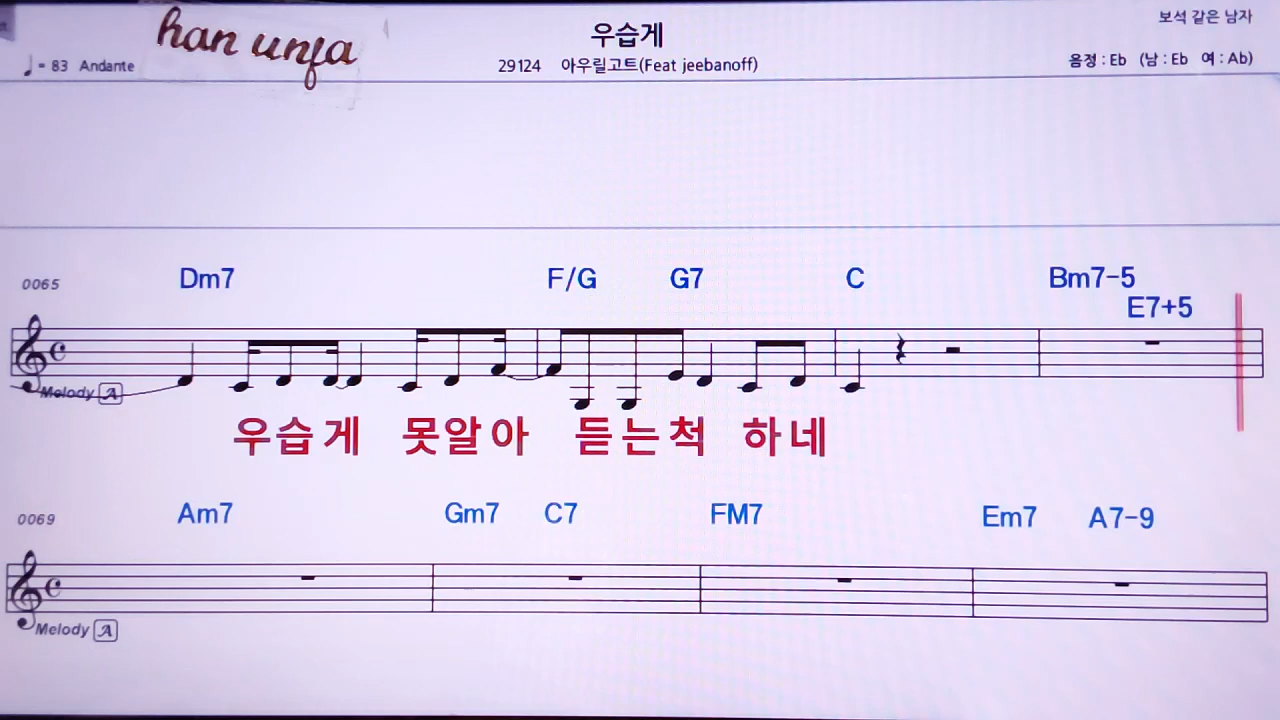 han unfa
우습게
보석 같은 남자
♩= 83 Andante
29124 아우릴고트(Feat jeebanoff)
음정 : Eb (남 : Eb 여 : Ab)
0065 Dm7 F/G G7 C Bm7-5
E7+5
Melody A
우습게 못알아 듣는척 하네
0069 Am7 Gm7 C7 FM7 Em7 A7-9
Melody A